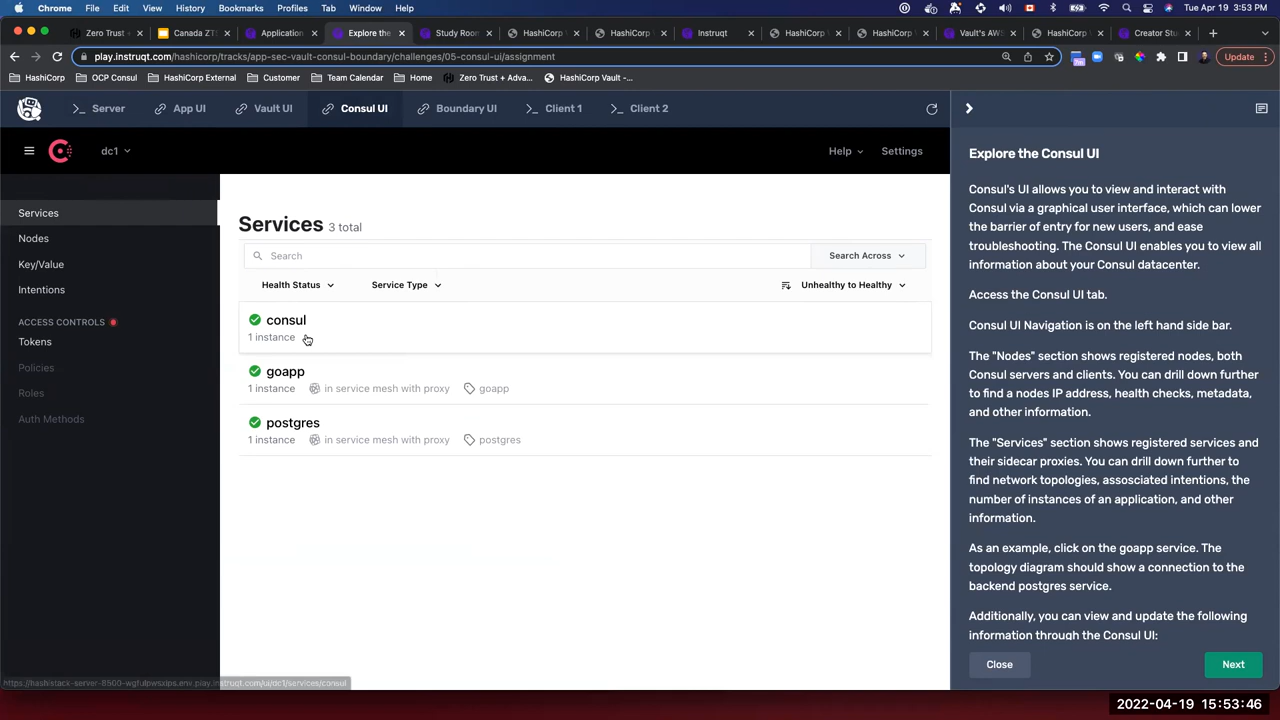 Chrome File Edit View History Bookmarks Profiles Tab Window Help
Tue Apr 19 3:53 PM
Zero Trust +
Canada ZT
Application
Explore the
Study Room
HashiCorp
HashiCorp
Instruqt
HashiCorp
HashiCorp
Vault's AW
Creator Stu
play.instruqt.com/hashicorp/tracks/app-sec-vault-consul-boundary/challenges/05-consul-ui/assignment
Update
HashiCorp
OCP Consul
HashiCorp External
Customer
Team Calendar
Home
Zero Trust + Adva...
HashiCorp Vault -...
>_ Server
App UI
Vault UI
Consul UI
Boundary UI
>_ Client 1
>_ Client 2
dc1
Help
Settings
Services
Nodes
Key/Value
Intentions
ACCESS CONTROLS
Tokens
Policies
Roles
Auth Methods
Services 3 total
Search
Search Across
Health Status
Service Type
Unhealthy to Healthy
consul
1 instance
goapp
1 instance in service mesh with proxy goapp
postgres
1 instance in service mesh with proxy postgres
Explore the Consul UI
Consul's UI allows you to view and interact with
Consul via a graphical user interface, which can lower
the barrier of entry for new users, and ease
troubleshooting. The Consul UI enables you to view all
information about your Consul datacenter.
Access the Consul UI tab.
Consul UI Navigation is on the left hand side bar.
The "Nodes" section shows registered nodes, both
Consul servers and clients. You can drill down further
to find a nodes IP address, health checks, metadata,
and other information.
The "Services" section shows registered services and
their sidecar proxies. You can drill down further to
find network topologies, assosciated intentions, the
number of instances of an application, and other
information.
As an example, click on the goapp service. The
topology diagram should show a connection to the
backend postgres service.
Additionally, you can view and update the following
information through the Consul UI:
Close
Next
2022-04-19 15:53:46